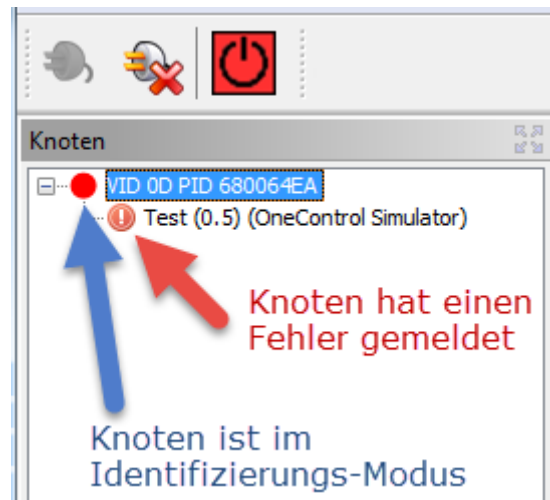 Knoten
VID 0D PID 680064EA
Test (0.5) (OneControl Simulator)
Knoten hat einen
Fehler gemeldet
Knoten ist im
Identifizierungs-Modus